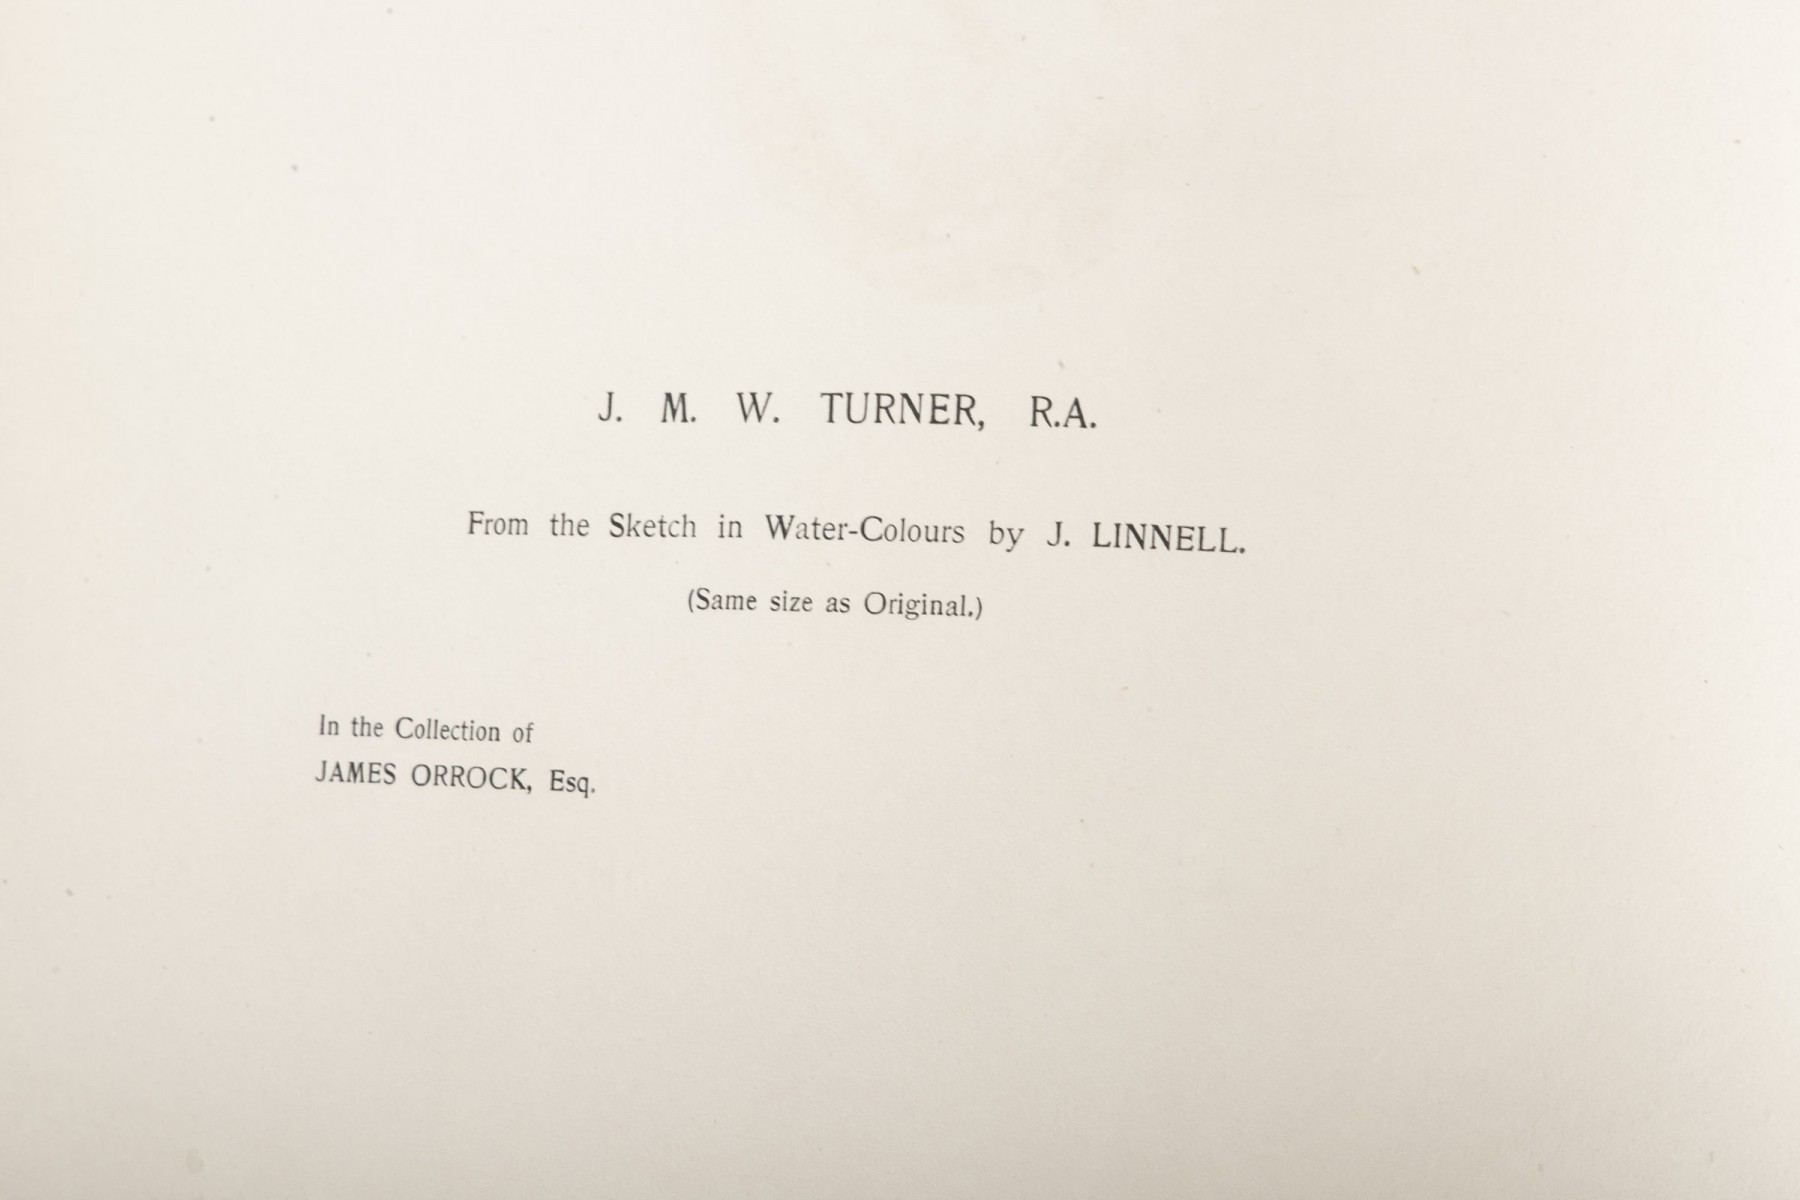 J. M. W. TURNER, R.A.
From the Sketch in Water-Colours by J. LINNELL.
(Same size as Original.)
In the Collection of
JAMES ORROCK, Esq.